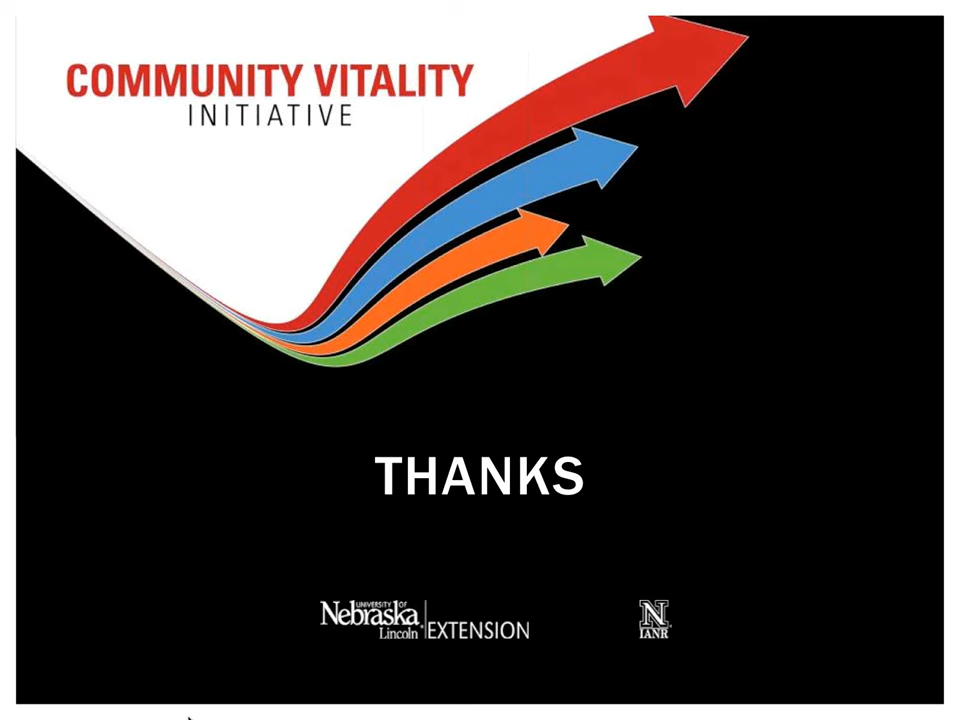 COMMUNITY VITALITY
INITIATIVE
THANKS
UNIVERSITY OF
Nebraska
Lincoln
EXTENSION
N
IANR